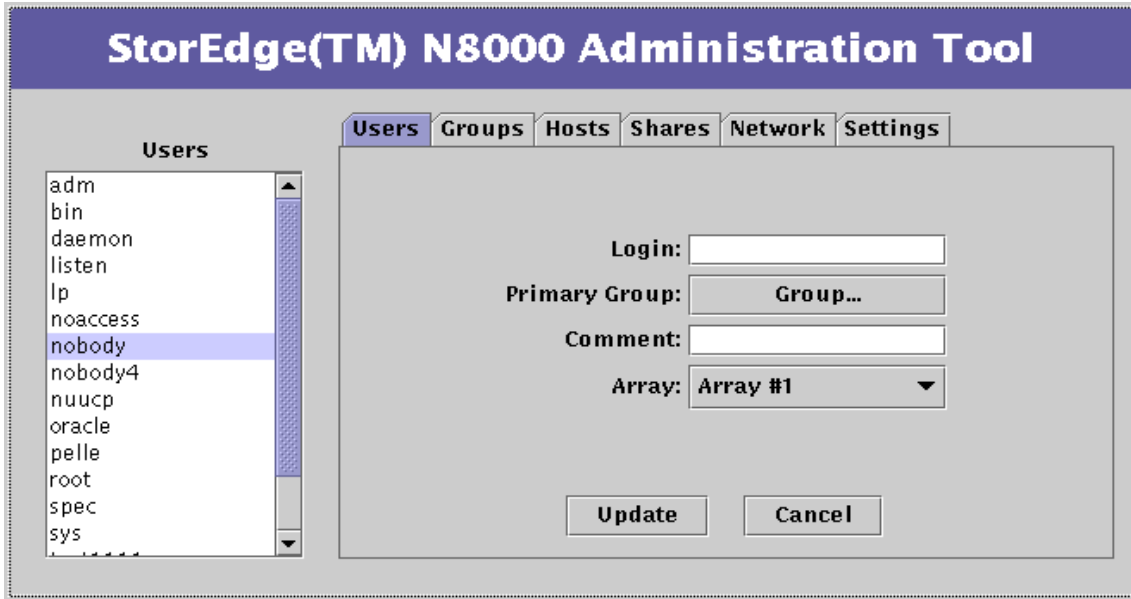 StorEdge(TM) N8000 Administration Tool
Users Groups Hosts Shares Network Settings
Users
adm
bin
daemon
listen
lp
noaccess
nobody
nobody4
nuucp
oracle
pelle
root
spec
sys
Login:
Primary Group: Group...
Comment:
Array: Array #1
Update Cancel